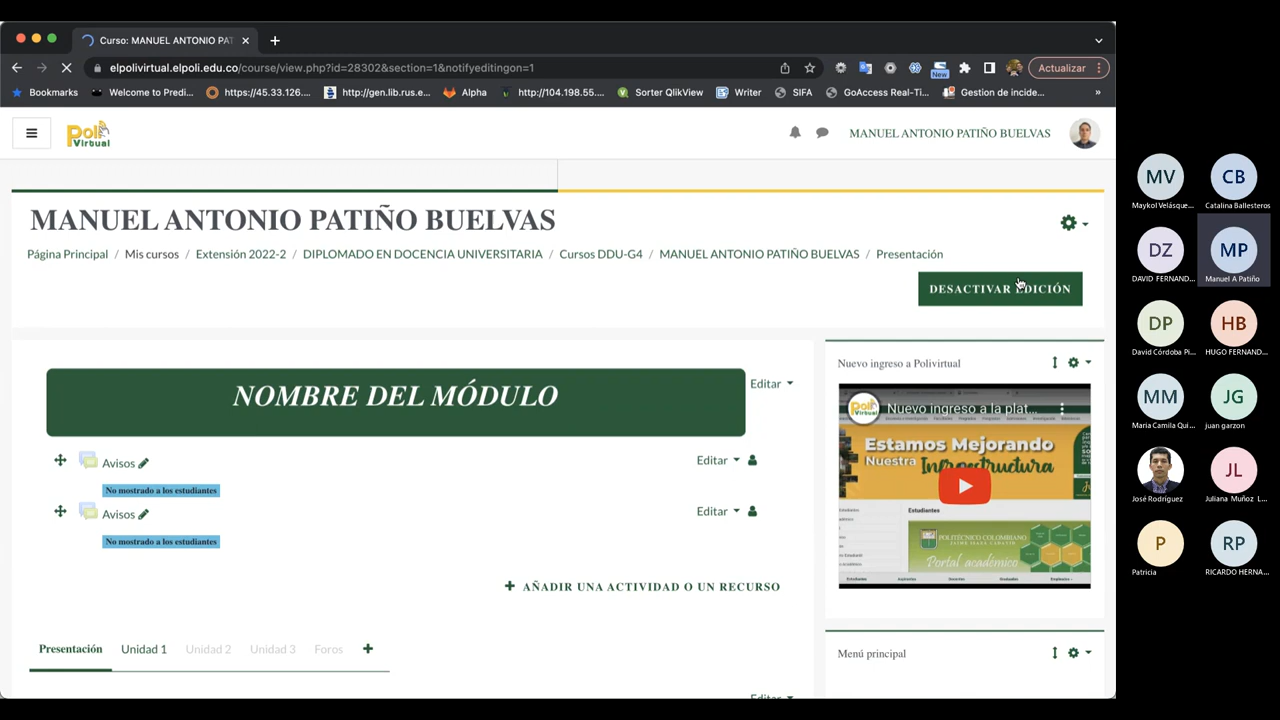 Curso: MANUEL ANTONIO PAT
elpolivirtual.elpoli.edu.co/course/view.php?id=28302&section=1&notifyeditingon=1
New
Actualizar
Bookmarks
Welcome to Predi...
https://45.33.126....
http://gen.lib.rus.e...
Alpha
http://104.198.55....
Sorter QlikView
Writer
SIFA
GoAccess Real-Ti...
Gestion de incide...
»
Poli Virtual
MANUEL ANTONIO PATIÑO BUELVAS
MANUEL ANTONIO PATIÑO BUELVAS
Página Principal / Mis cursos / Extensión 2022-2 / DIPLOMADO EN DOCENCIA UNIVERSITARIA / Cursos DDU-G4 / MANUEL ANTONIO PATIÑO BUELVAS / Presentación
DESACTIVAR EDICIÓN
NOMBRE DEL MÓDULO
Editar
Avisos
Editar
No mostrado a los estudiantes
Avisos
Editar
No mostrado a los estudiantes
+ AÑADIR UNA ACTIVIDAD O UN RECURSO
Presentación
Unidad 1
Unidad 2
Unidad 3
Foros
Editar
Nuevo ingreso a Polivirtual
Nuevo ingreso a la plat...
Estamos Mejorando
Nuestra Infraestructura
Estudiantes
POLITÉCNICO COLOMBIANO
JAIME ISAZA CADAVID
Portal académico
Menú principal
MV
Maykol Velásque...
CB
Catalina Ballesteros
DZ
DAVID FERNAND...
MP
Manuel A Patiño
DP
David Córdoba Pi...
HB
HUGO FERNAND...
MM
Maria Camila Qui...
JG
juan garzon
José Rodríguez
JL
Juliana Muñoz L...
P
Patricia
RP
RICARDO HERNA...